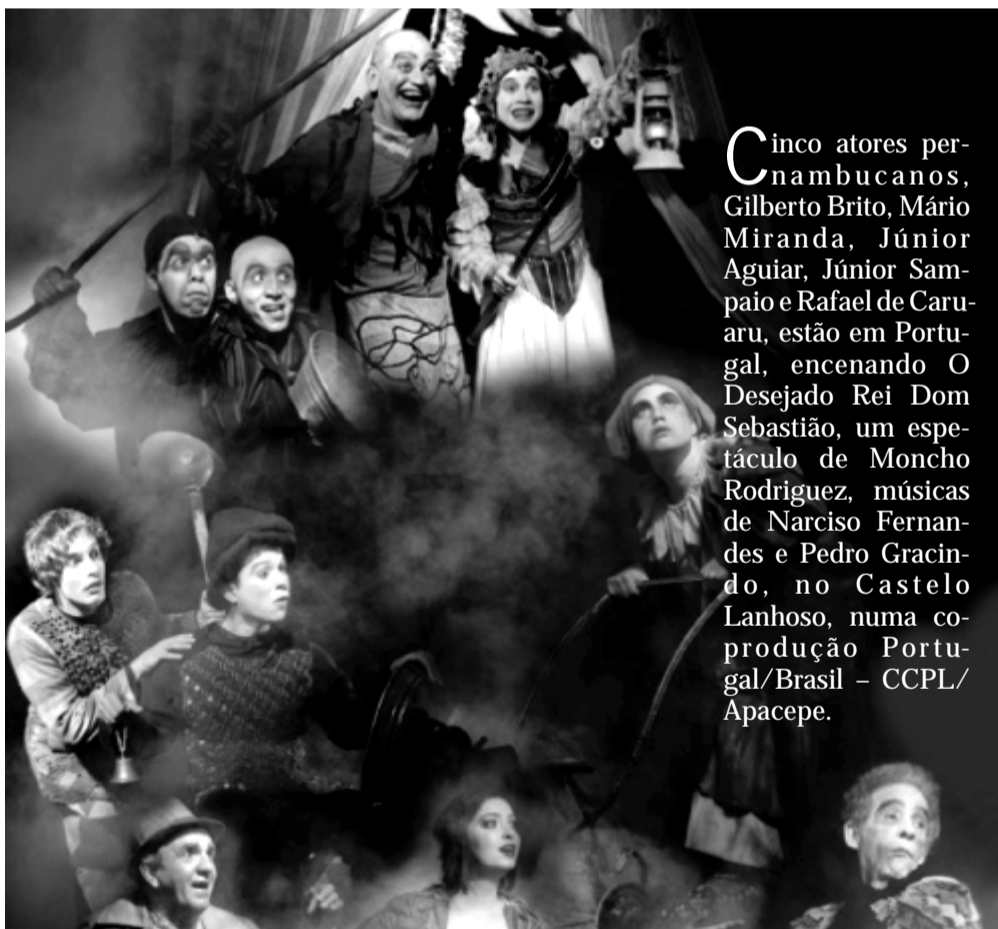 Cinco atores per-
nambucanos,
Gilberto Brito, Mário
Miranda, Júnior
Aguiar, Júnior Sam-
paio e Rafael de Caru-
aru, estão em Portu-
gal, encenando O
Desejado Rei Dom
Sebastião, um espe-
táculo de Moncho
Rodriguez, músicas
de Narciso Fernan-
des e Pedro Gracin-
do, no Castelo
Lanhoso, numa co-
produção Portu-
gal/Brasil – CCPL/
Apacepe.